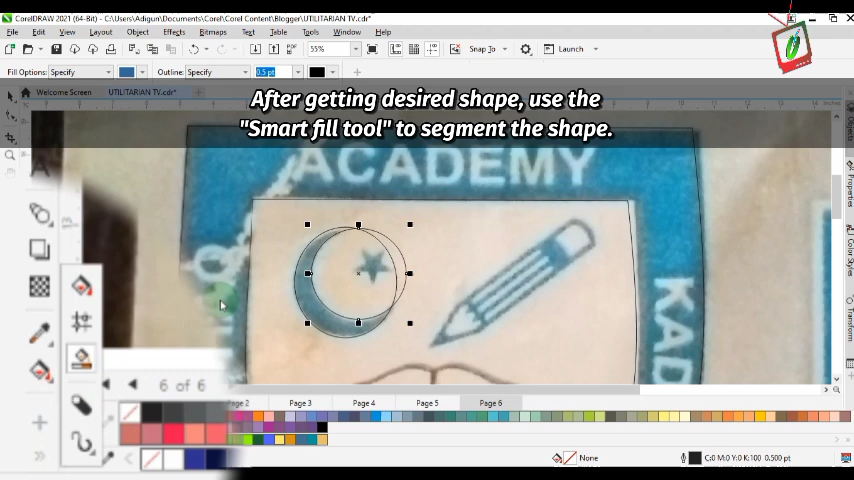 CorelDRAW 2021 (64-Bit) - C:\Users\Adigun\Documents\Corel\Corel Content\Blogger\UTILITARIAN TV.cdr*
File Edit View Layout Object Effects Bitmaps Text Table Tools Window Help
PDF 55% Snap To Launch
Fill Options: Specify Outline: Specify 0.5 pt
Welcome Screen UTILITARIAN TV.cdr*
After getting desired shape, use the
"Smart fill tool" to segment the shape.
ACADEMY
KAD
Objects
Properties
Color Styles
Transform
6 of 6 Page 3 Page 4 Page 5 Page 6
None C:0 M:0 Y:0 K:100 0.500 pt